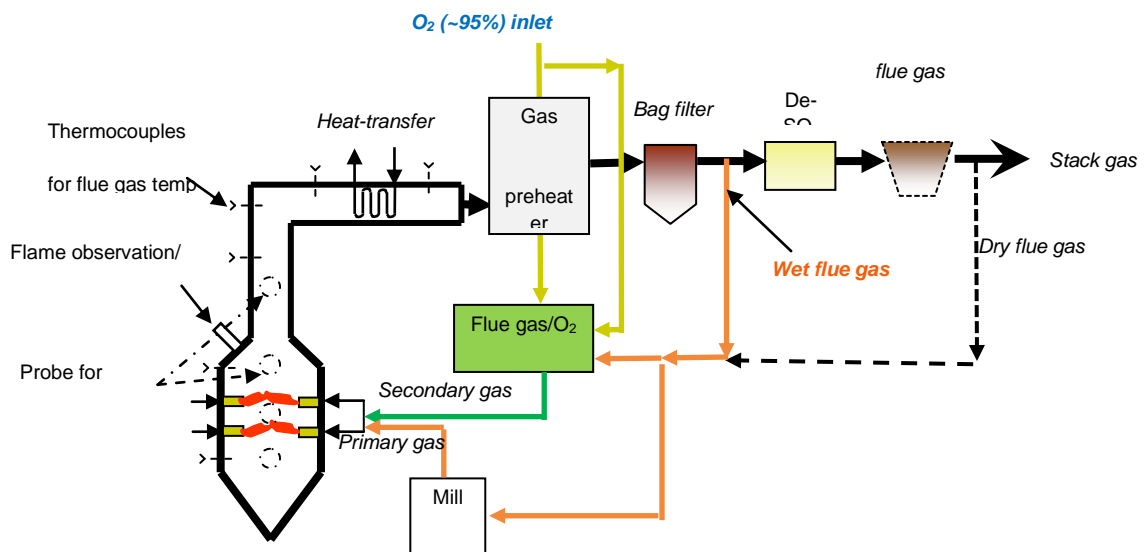 O₂ (~95%) inlet
flue gas
Gas
preheat
er
Bag filter
De-
Thermocouples
for flue gas temp
Heat-transfer
Stack gas
Dry flue gas
Wet flue gas
Flame observation/
Flue gas/O₂
Probe for
Secondary gas
Primary gas
Mill